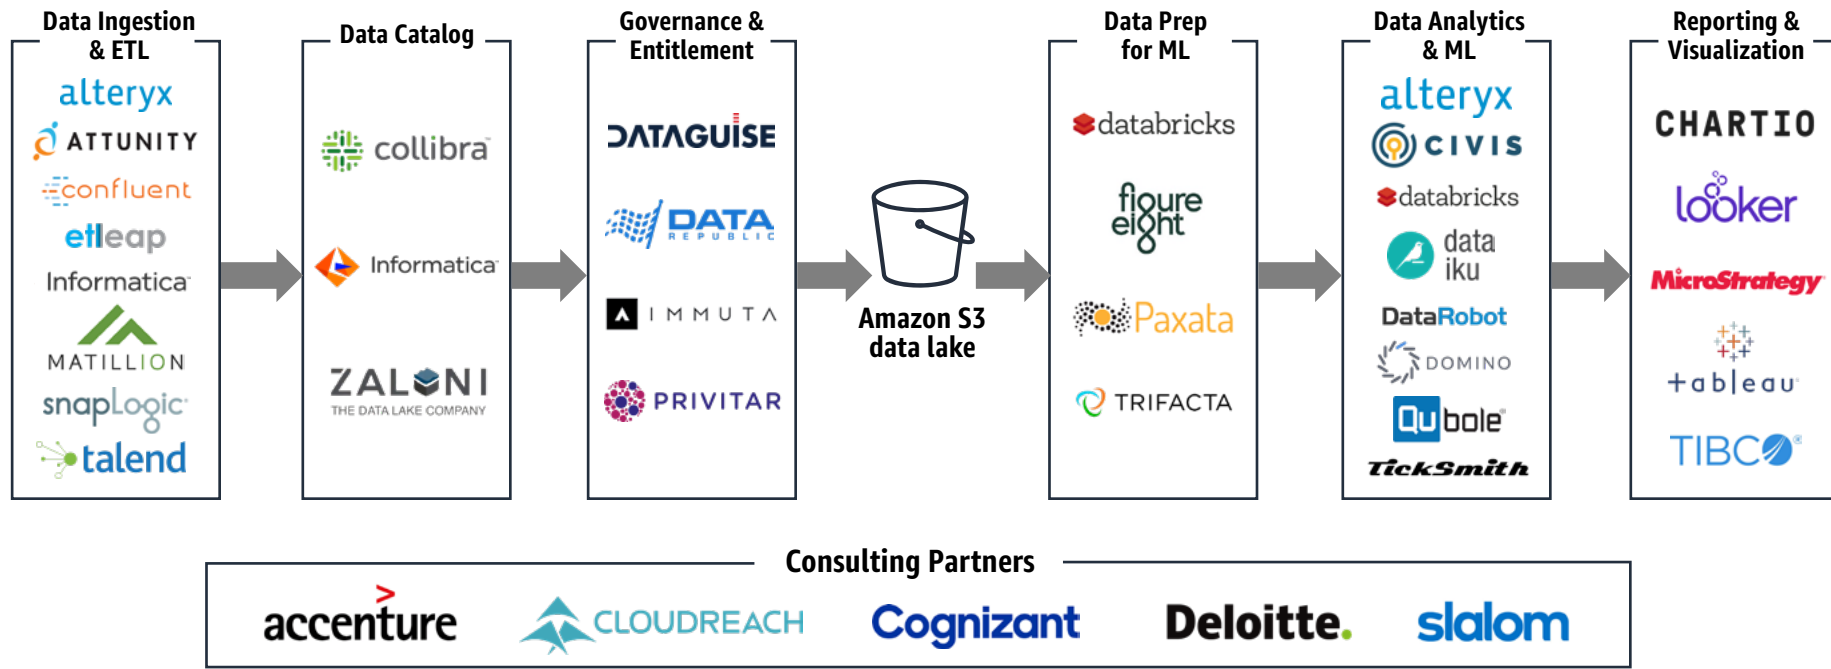 Data Ingestion
& ETL
alteryx
ATTUNITY
confluent
etleap
Informatica™
MATILLION
snapLogic®
talend
Data Catalog
collibra™
Informatica™
ZALONI
THE DATA LAKE COMPANY
Governance &
Entitlement
DATAGUISE
DATA
REPUBLIC
IMMUTA
PRIVITAR
Amazon S3
data lake
Data Prep
for ML
databricks
figure
eight
Paxata
TRIFACTA
Data Analytics
& ML
alteryx
CIVIS
databricks
data
iku
DataRobot
DOMINO
Qubole®
TickSmith
Reporting &
Visualization
CHARTIO
looker
MicroStrategy®
+ableau®
TIBCO®
Consulting Partners
accenture
CLOUDREACH
Cognizant
Deloitte.
slalom